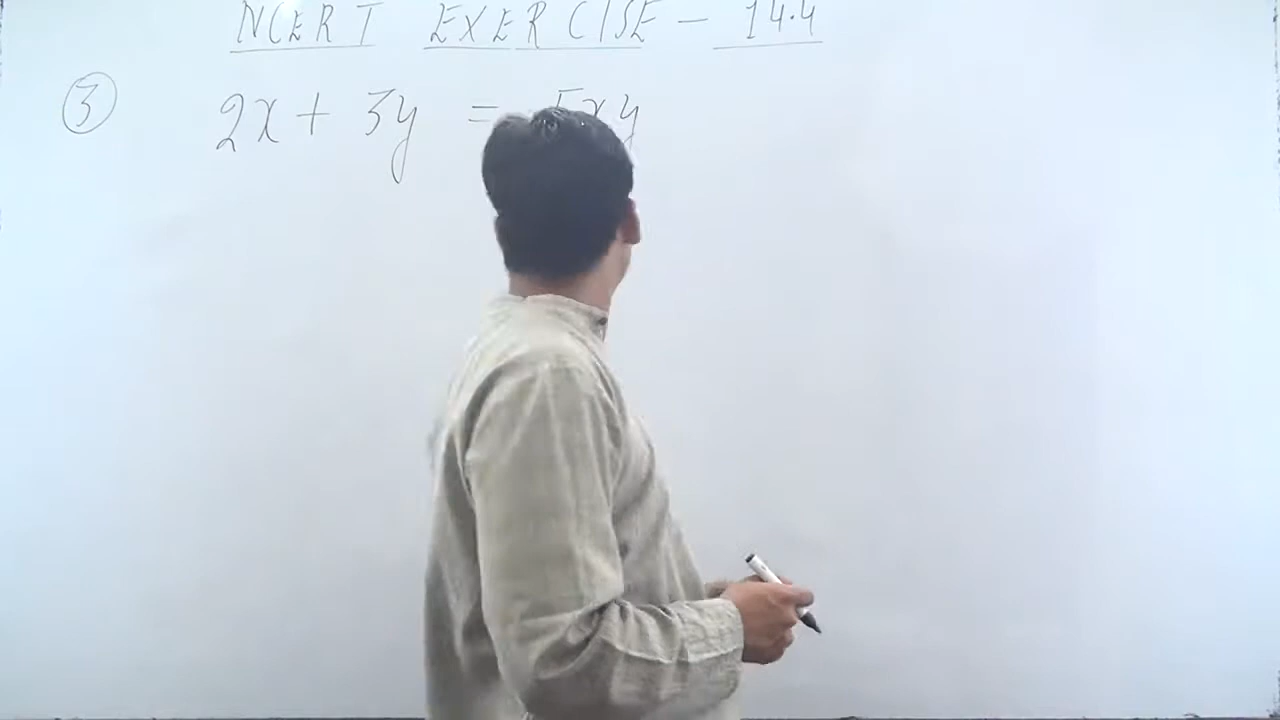 NCERT EXERCISE - 14.4
3 2x + 3y = 5xy